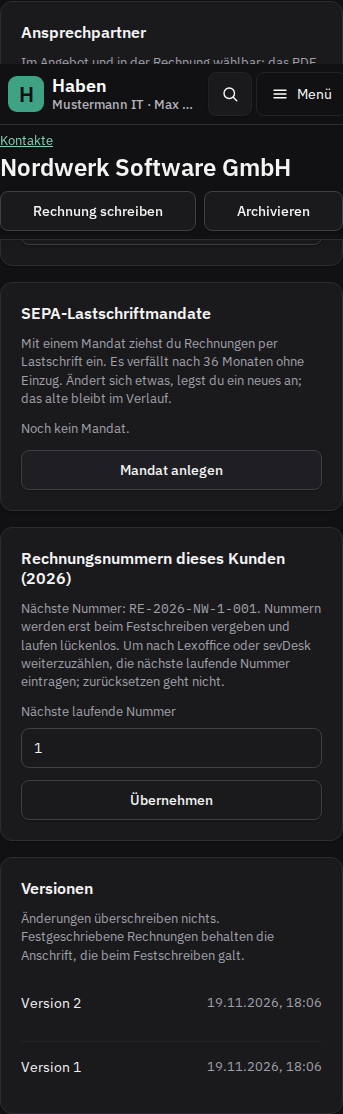 Ansprechpartner
Im Angebot und in der Rechnung wählbar; das PDF
H
Haben
Mustermann IT · Max ...
Menü
Kontakte
Nordwerk Software GmbH
Rechnung schreiben
Archivieren
SEPA-Lastschriftmandate
Mit einem Mandat ziehst du Rechnungen per
Lastschrift ein. Es verfällt nach 36 Monaten ohne
Einzug. Ändert sich etwas, legst du ein neues an;
das alte bleibt im Verlauf.
Noch kein Mandat.
Mandat anlegen
Rechnungsnummern dieses Kunden
(2026)
Nächste Nummer: RE-2026-NW-1-001. Nummern
werden erst beim Festschreiben vergeben und
laufen lückenlos. Um nach Lexoffice oder sevDesk
weiterzuzählen, die nächste laufende Nummer
eintragen; zurücksetzen geht nicht.
Nächste laufende Nummer
1
Übernehmen
Versionen
Änderungen überschreiben nichts.
Festgeschriebene Rechnungen behalten die
Anschrift, die beim Festschreiben galt.
Version 2 19.11.2026, 18:06
Version 1 19.11.2026, 18:06